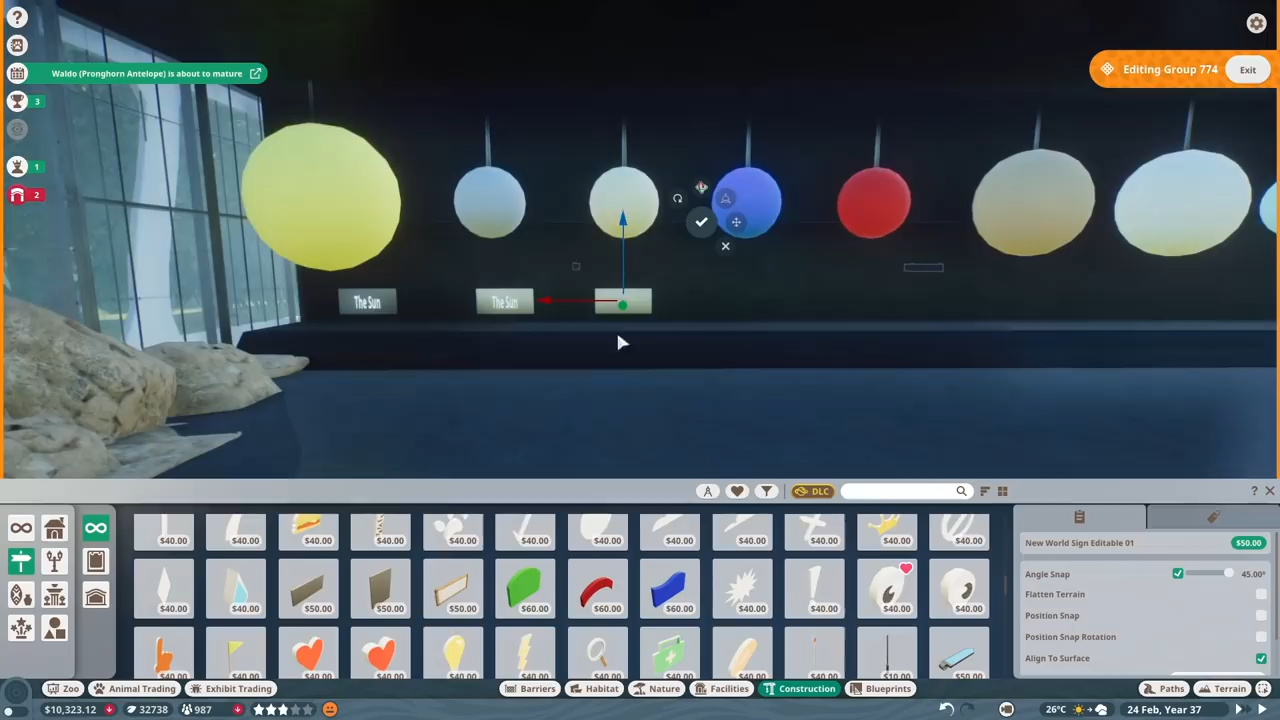 ?
Waldo (Pronghorn Antelope) is about to mature
3
1
2
Editing Group 774
Exit
The Sun
The Sun
DLC
?
$40.00 $40.00 $40.00 $40.00 $40.00 $40.00 $40.00 $40.00 $40.00 $40.00 $40.00 $40.00
$40.00 $40.00 $50.00 $50.00 $50.00 $60.00 $60.00 $60.00 $40.00 $40.00 $40.00 $40.00
New World Sign Editable 01
$50.00
Angle Snap
45.00°
Flatten Terrain
Position Snap
Position Snap Rotation
Align To Surface
Zoo
Animal Trading
Exhibit Trading
Barriers
Habitat
Nature
Facilities
Construction
Blueprints
Paths
Terrain
$10,323.12
32738
987
26°C
24 Feb, Year 37